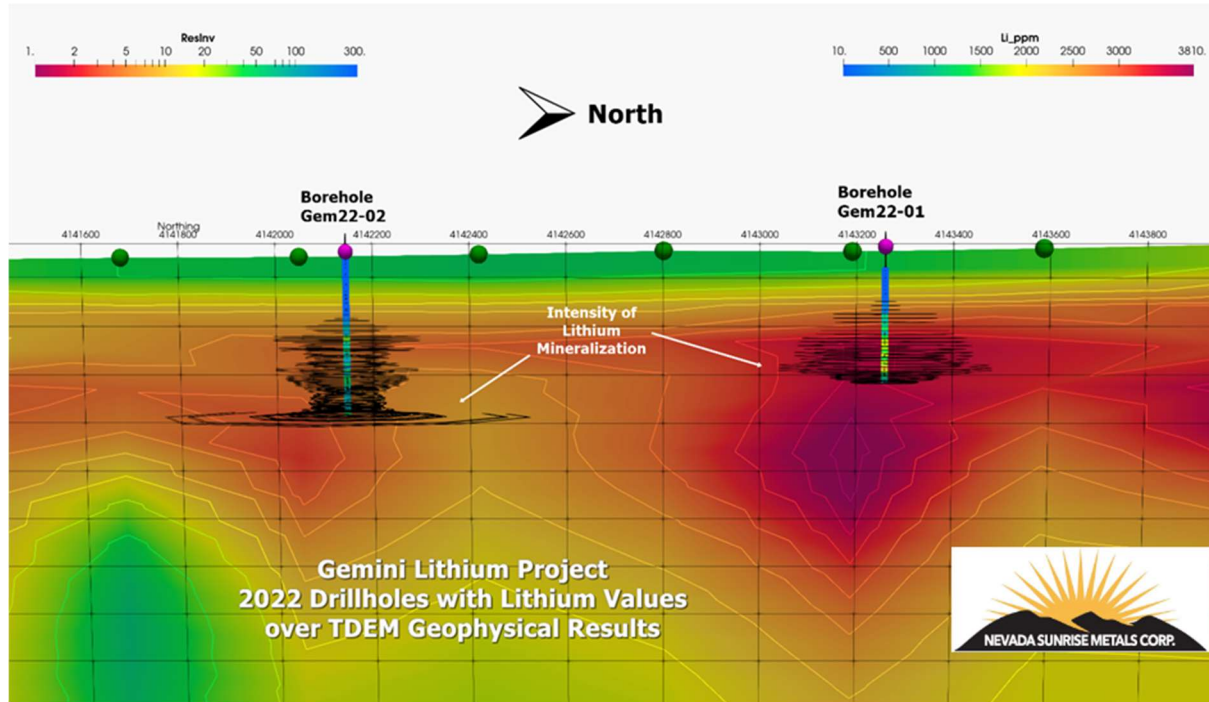 ResInv
1. 2 5 10 20 50 100 300.
Li_ppm
10. 500 1000 1500 2000 2500 3000 3810.
North
Borehole
Gem22-02
Borehole
Gem22-01
Northing
4141600 4141800 4142000 4142200 4142400 4142600 4142800 4143000 4143200 4143400 4143600 4143800
Intensity of
Lithium
Mineralization
Gemini Lithium Project
2022 Drillholes with Lithium Values
over TDEM Geophysical Results
NEVADA SUNRISE METALS CORP.